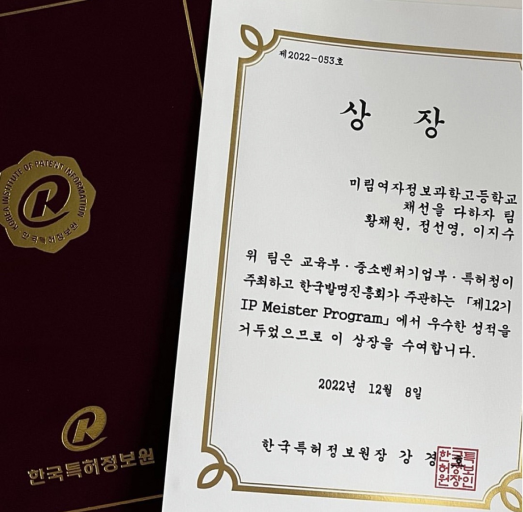 제2022-053호
상 장
미림여자정보과학고등학교
채선을 다하자 팀
황채원, 정선영, 이지수
위 팀은 교육부·중소벤처기업부·특허청이
주최하고 한국발명진흥회가 주관하는 「제12기
IP Meister Program」에서 우수한 성적을
거두었으므로 이 상장을 수여합니다.
2022년 12월 8일
한국특허정보원장 강 경
한국특
허정보
원장인
KOREA INSTITUTE OF PATENT INFORMATION
한국특허정보원
한국특허정보원